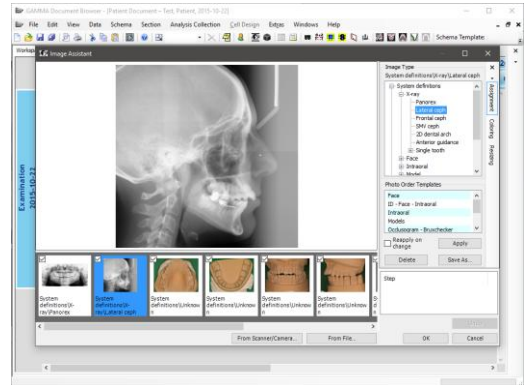 GAMMA Document Browser - [Patient Document - Test, Patient, 2015-10-22]
File Edit View Data Schema Section Analysis Collection Cell Design Extras Windows Help
Schema Template
Image Assistant
Image Type
System definitions\X-ray\Lateral ceph
System definitions
X-ray
Panorex
Lateral ceph
Frontal ceph
SMV ceph
2D dental arch
Anterior guidance
Single tooth
Face
Intraoral
Model
Assignment
Coloring
Resizing
Photo Order Templates
Face
ID - Face - Intraoral
Intraoral
Models
Occlusogram - Bruxchecker
Reapply on change
Apply
Delete
Save As...
Step
Examination
2015-10-22
System definitions\X-ray\Panorex
System definitions\X-ray\Lateral ceph
System definitions\Unknown
System definitions\Unknown
System definitions\Unknown
System definitions\Unknown
From Scanner/Camera...
From File...
OK
Cancel